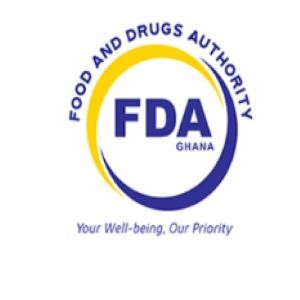 FOOD AND DRUGS AUTHORITY
FDA
GHANA
Your Well-being, Our Priority